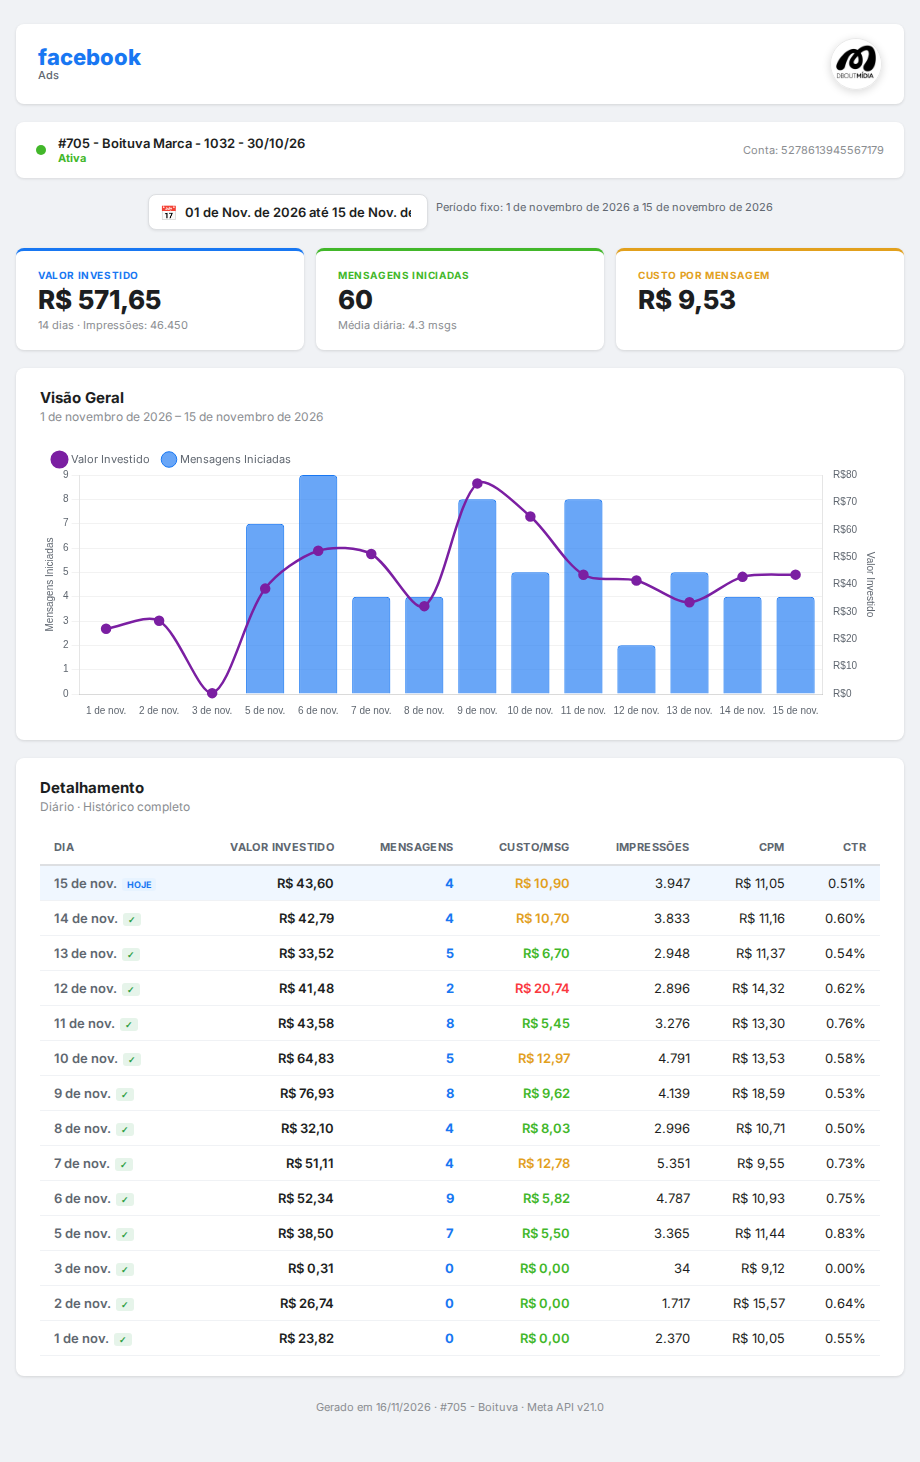 facebook
Ads
DBOUTMÍDIA
#705 - Boituva Marca - 1032 - 30/10/26
Ativa
Conta: 5278613945567179
📅 01 de Nov. de 2026 até 15 de Nov. de
Período fixo: 1 de novembro de 2026 a 15 de novembro de 2026
VALOR INVESTIDO
R$ 571,65
14 dias · Impressões: 46.450
MENSAGENS INICIADAS
60
Média diária: 4.3 msgs
CUSTO POR MENSAGEM
R$ 9,53
Visão Geral
1 de novembro de 2026 – 15 de novembro de 2026
Valor Investido Mensagens Iniciadas
9
8
7
6
5
4
3
2
1
0
Mensagens Iniciadas
R$80
R$70
R$60
R$50
R$40
R$30
R$20
R$10
R$0
Valor Investido
1 de nov. 2 de nov. 3 de nov. 5 de nov. 6 de nov. 7 de nov. 8 de nov. 9 de nov. 10 de nov. 11 de nov. 12 de nov. 13 de nov. 14 de nov. 15 de nov.
Detalhamento
Diário · Histórico completo
DIA VALOR INVESTIDO MENSAGENS CUSTO/MSG IMPRESSÕES CPM CTR
15 de nov. HOJE R$ 43,60 4 R$ 10,90 3.947 R$ 11,05 0.51%
14 de nov. ✓ R$ 42,79 4 R$ 10,70 3.833 R$ 11,16 0.60%
13 de nov. ✓ R$ 33,52 5 R$ 6,70 2.948 R$ 11,37 0.54%
12 de nov. ✓ R$ 41,48 2 R$ 20,74 2.896 R$ 14,32 0.62%
11 de nov. ✓ R$ 43,58 8 R$ 5,45 3.276 R$ 13,30 0.76%
10 de nov. ✓ R$ 64,83 5 R$ 12,97 4.791 R$ 13,53 0.58%
9 de nov. ✓ R$ 76,93 8 R$ 9,62 4.139 R$ 18,59 0.53%
8 de nov. ✓ R$ 32,10 4 R$ 8,03 2.996 R$ 10,71 0.50%
7 de nov. ✓ R$ 51,11 4 R$ 12,78 5.351 R$ 9,55 0.73%
6 de nov. ✓ R$ 52,34 9 R$ 5,82 4.787 R$ 10,93 0.75%
5 de nov. ✓ R$ 38,50 7 R$ 5,50 3.365 R$ 11,44 0.83%
3 de nov. ✓ R$ 0,31 0 R$ 0,00 34 R$ 9,12 0.00%
2 de nov. ✓ R$ 26,74 0 R$ 0,00 1.717 R$ 15,57 0.64%
1 de nov. ✓ R$ 23,82 0 R$ 0,00 2.370 R$ 10,05 0.55%
Gerado em 16/11/2026 · #705 - Boituva · Meta API v21.0